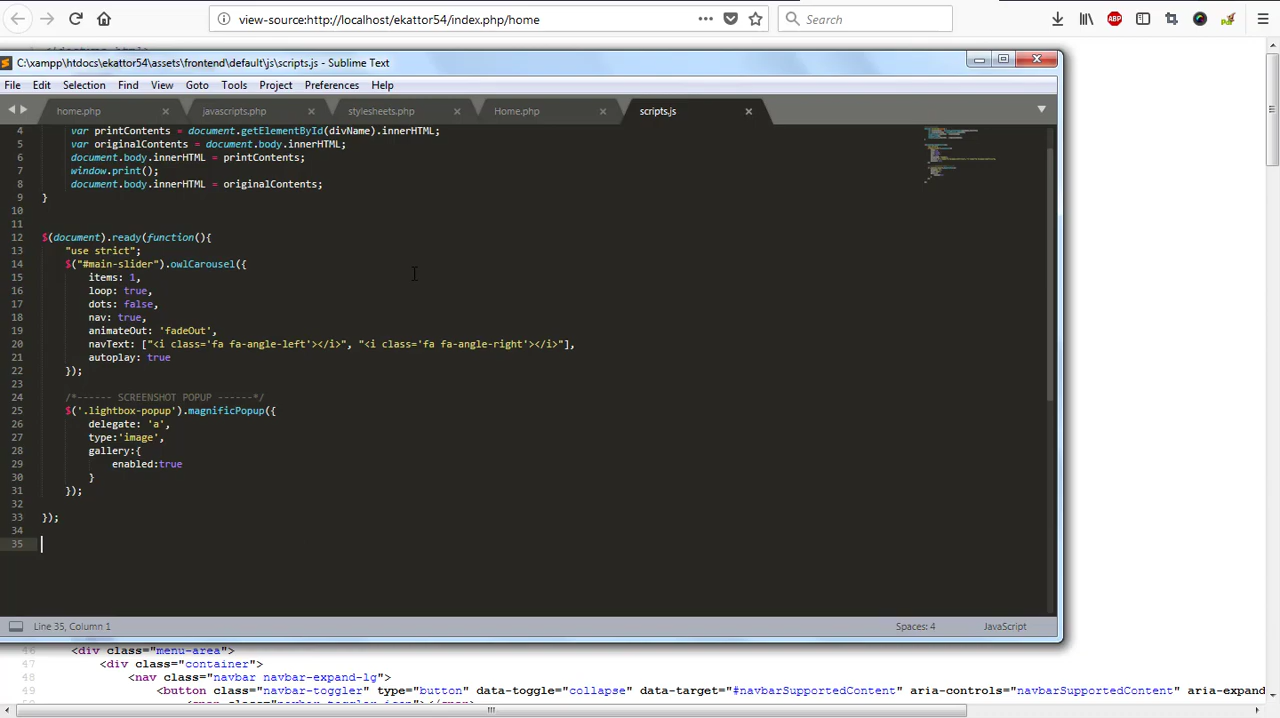 view-source:http://localhost/ekattor54/index.php/home
Search
C:\xampp\htdocs\ekattor54\assets\frontend\default\js\scripts.js - Sublime Text
File Edit Selection Find View Goto Tools Project Preferences Help
home.php javascripts.php stylesheets.php Home.php scripts.js
4 var printContents = document.getElementById(divName).innerHTML;
5 var originalContents = document.body.innerHTML;
6 document.body.innerHTML = printContents;
7 window.print();
8 document.body.innerHTML = originalContents;
9 }
10
11
12 $(document).ready(function(){
13 "use strict";
14 $("#main-slider").owlCarousel({
15 items: 1,
16 loop: true,
17 dots: false,
18 nav: true,
19 animateOut: 'fadeOut',
20 navText: ["<i class='fa fa-angle-left'></i>", "<i class='fa fa-angle-right'></i>"],
21 autoplay: true
22 });
23
24 /*------ SCREENSHOT POPUP ------*/
25 $('.lightbox-popup').magnificPopup({
26 delegate: 'a',
27 type:'image',
28 gallery:{
29 enabled:true
30 }
31 });
32
33 });
34
35
Line 35, Column 1 Spaces: 4 JavaScript
46 <div class="menu-area">
47 <div class="container">
48 <nav class="navbar navbar-expand-lg">
49 <button class="navbar-toggler" type="button" data-toggle="collapse" data-target="#navbarSupportedContent" aria-controls="navbarSupportedContent" aria-expand